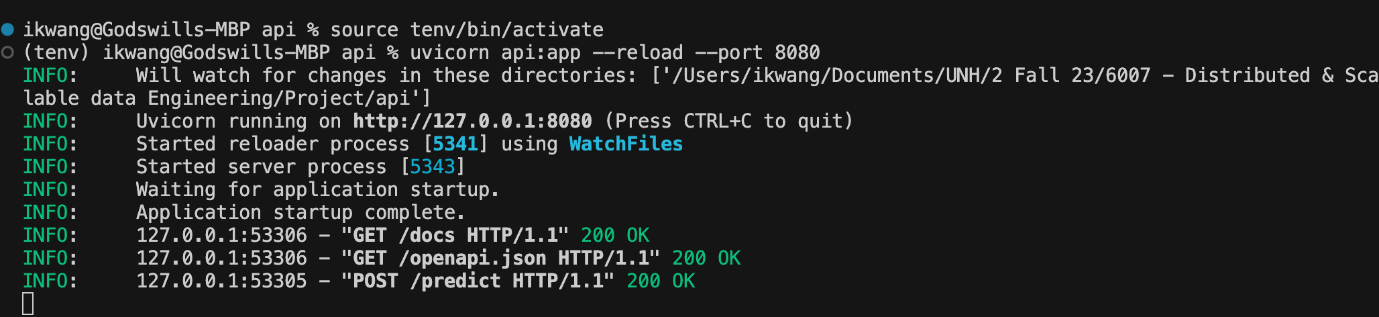 ikwang@Godswills-MBP api % source tenv/bin/activate
(tenv) ikwang@Godswills-MBP api % uvicorn api:app --reload --port 8080
INFO:     Will watch for changes in these directories: ['/Users/ikwang/Documents/UNH/2 Fall 23/6007 - Distributed & Sca
lable data Engineering/Project/api']
INFO:     Uvicorn running on http://127.0.0.1:8080 (Press CTRL+C to quit)
INFO:     Started reloader process [5341] using WatchFiles
INFO:     Started server process [5343]
INFO:     Waiting for application startup.
INFO:     Application startup complete.
INFO:     127.0.0.1:53306 - "GET /docs HTTP/1.1" 200 OK
INFO:     127.0.0.1:53306 - "GET /openapi.json HTTP/1.1" 200 OK
INFO:     127.0.0.1:53305 - "POST /predict HTTP/1.1" 200 OK